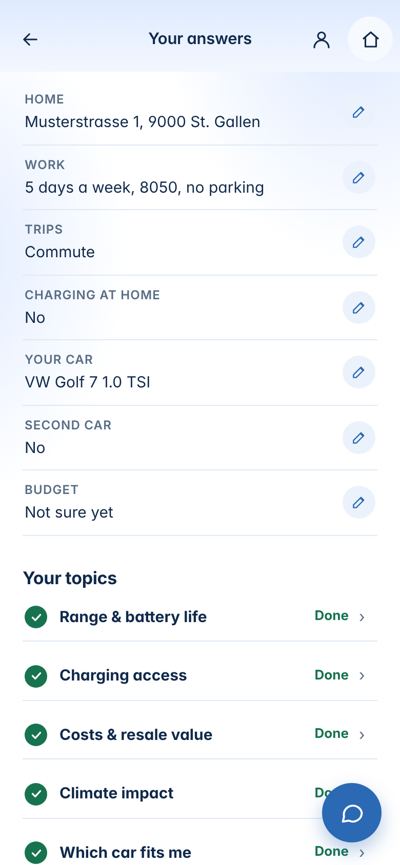 Your answers
HOME
Musterstrasse 1, 9000 St. Gallen
WORK
5 days a week, 8050, no parking
TRIPS
Commute
CHARGING AT HOME
No
YOUR CAR
VW Golf 7 1.0 TSI
SECOND CAR
No
BUDGET
Not sure yet
Your topics
Range & battery life Done
Charging access Done
Costs & resale value Done
Climate impact
Which car fits me Done